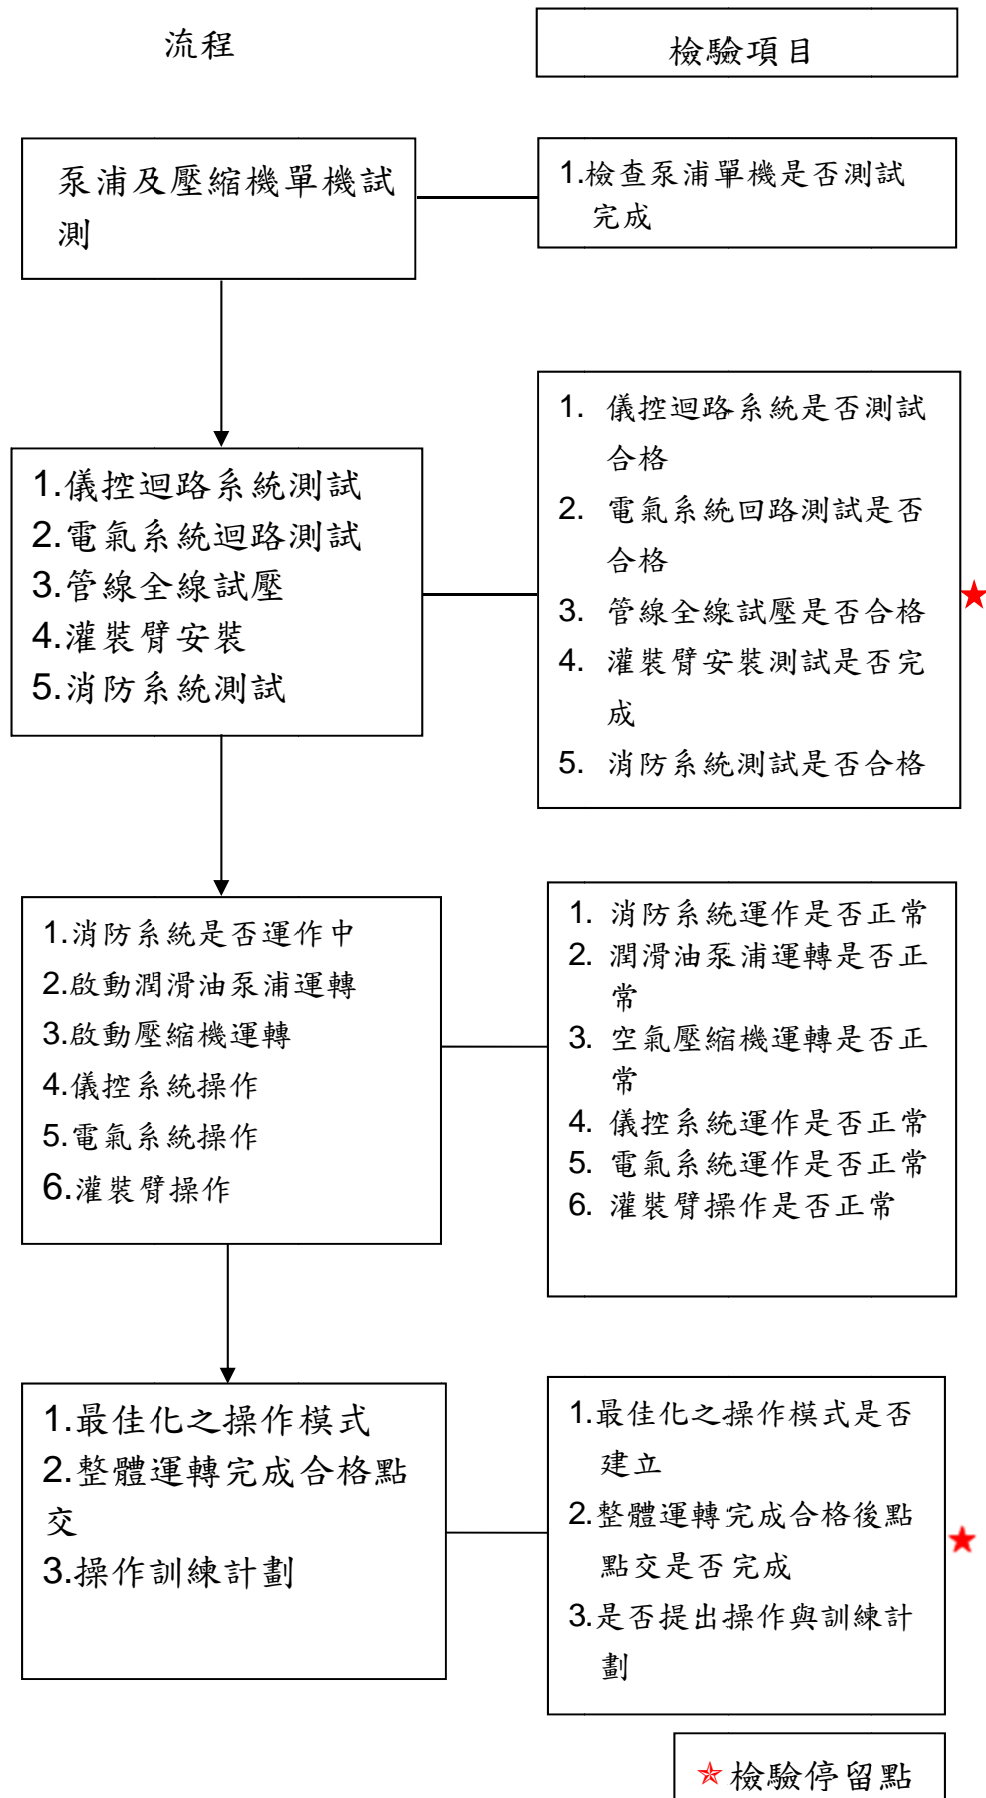 流程
檢驗項目
泵浦及壓縮機單機試
測
1.檢查泵浦單機是否測試
完成
1.儀控迴路系統測試
2.電氣系統迴路測試
3.管線全線試壓
4.灌裝臂安裝
5.消防系統測試
1. 儀控迴路系統是否測試
合格
2. 電氣系統回路測試是否
合格
3. 管線全線試壓是否合格
4. 灌裝臂安裝測試是否完
成
5. 消防系統測試是否合格
1.消防系統是否運作中
2.啟動潤滑油泵浦運轉
3.啟動壓縮機運轉
4.儀控系統操作
5.電氣系統操作
6.灌裝臂操作
1. 消防系統運作是否正常
2. 潤滑油泵浦運轉是否正
常
3. 空氣壓縮機運轉是否正
常
4. 儀控系統運作是否正常
5. 電氣系統運作是否正常
6. 灌裝臂操作是否正常
1.最佳化之操作模式
2.整體運轉完成合格點
交
3.操作訓練計劃
1.最佳化之操作模式是否
建立
2.整體運轉完成合格後點
點交是否完成
3.是否提出操作與訓練計
劃
檢驗停留點